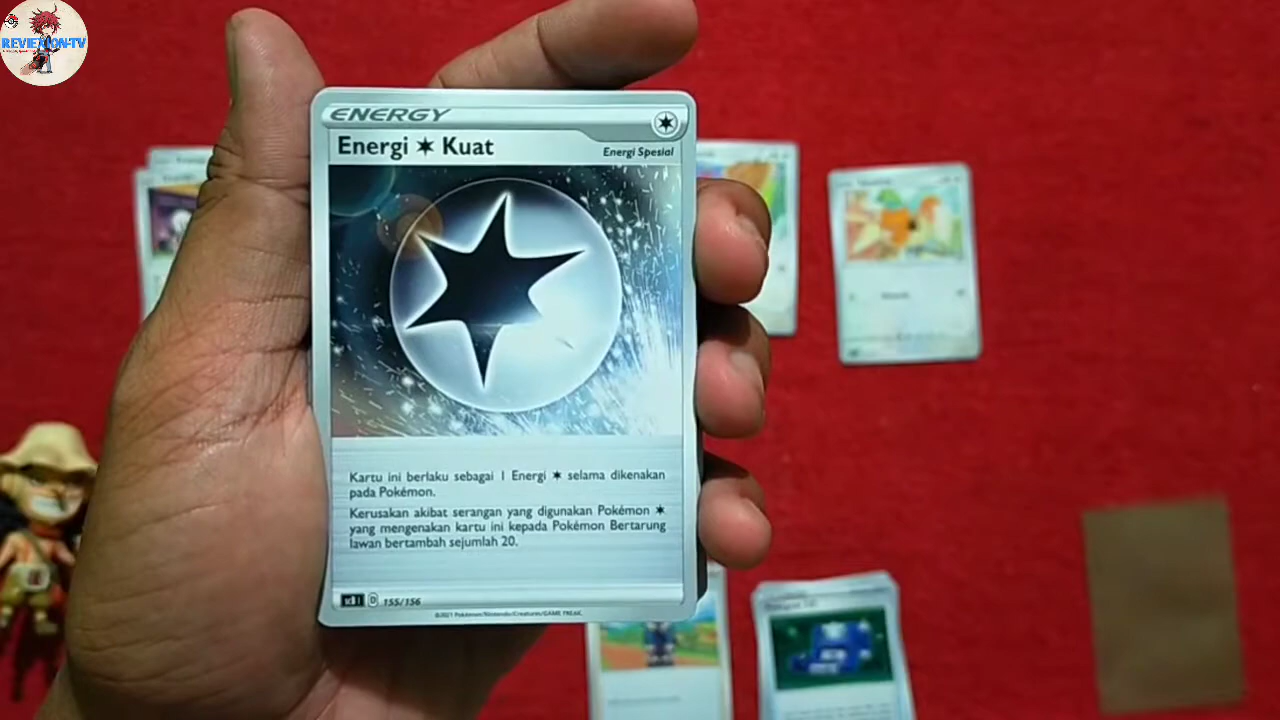 REVIEXION-TV
ENERGY
Energi Kuat
Energi Spesial
Kartu ini berlaku sebagai 1 Energi selama dikenakan
pada Pokémon.
Kerusakan akibat serangan yang digunakan Pokémon
yang mengenakan kartu ini kepada Pokémon Bertarung
lawan bertambah sejumlah 20.
D 155/156
©2021 Pokémon/Nintendo/Creatures/GAME FREAK.